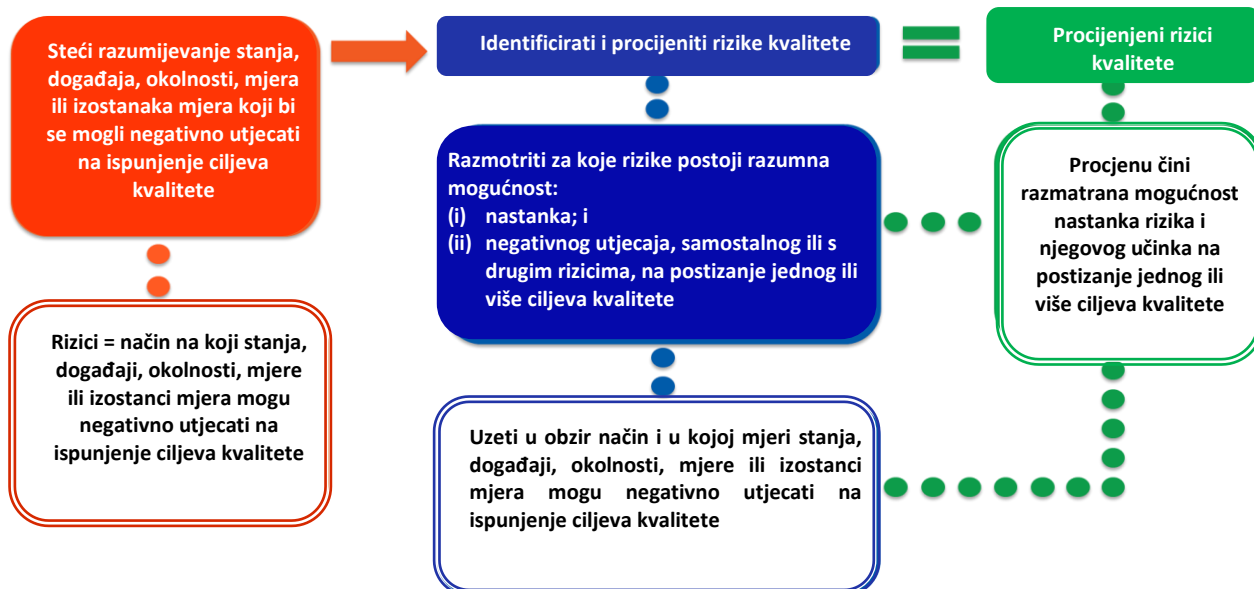 Steći razumijevanje stanja,
događaja, okolnosti, mjera
ili izostanaka mjera koji bi
se mogli negativno utjecati
na ispunjenje ciljeva
kvalitete
Rizici = način na koji stanja,
događaji, okolnosti, mjere
ili izostanci mjera mogu
negativno utjecati na
ispunjenje ciljeva kvalitete
Identificirati i procijeniti rizike kvalitete
Razmotriti za koje rizike postoji razumna
mogućnost:
(i) nastanka; i
(ii) negativnog utjecaja, samostalnog ili s
drugim rizicima, na postizanje jednog ili
više ciljeva kvalitete
Uzeti u obzir način i u kojoj mjeri stanja,
događaji, okolnosti, mjere ili izostanci
mjera mogu negativno utjecati na
ispunjenje ciljeva kvalitete
Procijenjeni rizici
kvalitete
Procjenu čini
razmatrana mogućnost
nastanka rizika i
njegovog učinka na
postizanje jednog ili
više ciljeva kvalitete